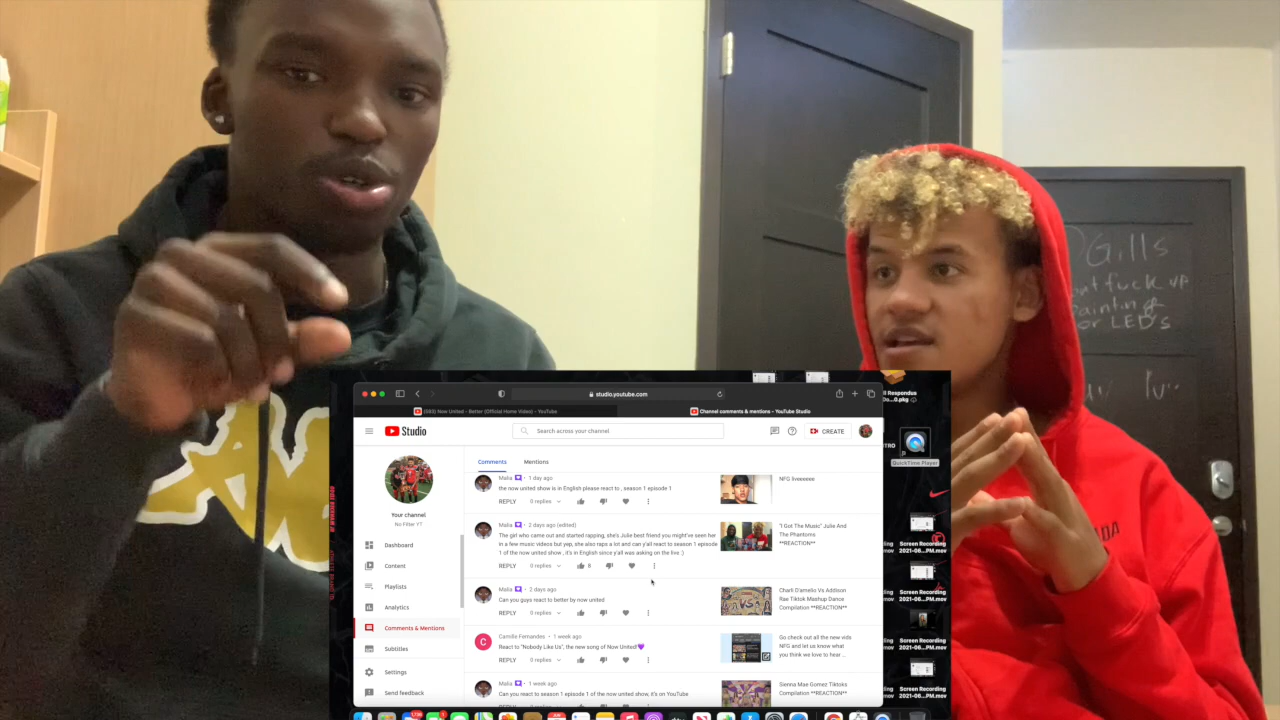 Gills
fuck up
painting
or LED's
studio.youtube.com
(593) Now United - Better (Official Home Video) - YouTube
Channel comments & mentions - YouTube Studio
Studio
Search across your channel
CREATE
Your channel
No Filter YT
Dashboard
Content
Playlists
Analytics
Comments & Mentions
Subtitles
Settings
Send feedback
Comments
Mentions
Malia • 1 day ago
the now united show is in English please react to , season 1 episode 1
REPLY 0 replies
NFG liveeeeee
Malia • 2 days ago (edited)
The girl who came out and started rapping, she's Julie best friend you might've seen her
in a few music videos but yep, she also raps a lot and can y'all react to season 1 episode
1 of the now united show , it's in English since y'all was asking on the live :)
REPLY 0 replies 8
"I Got The Music" Julie And
The Phantoms
**REACTION**
Malia • 2 days ago
Can you guys react to better by now united
REPLY 0 replies
Charli D'amelio Vs Addison
Rae Tiktok Mashup Dance
Compilation **REACTION**
Camille Fernandes • 1 week ago
React to "Nobody Like Us", the new song of Now United!💜
REPLY 0 replies
Go check out all the new vids
NFG and let us know what
you think we love to hear ...
Malia • 1 week ago
Can you react to season 1 episode 1 of the now united show, it's on YouTube
Sienna Mae Gomez Tiktoks
Compilation **REACTION**
ll Respondus
0.pkg
NTRO
QuickTime Player
Screen Recording
2021-06...PM.mov
Screen Recording
2021-06...PM.mov
Screen Recording
2021-06...PM.mov
Screen Recording
2021-06...PM.mov